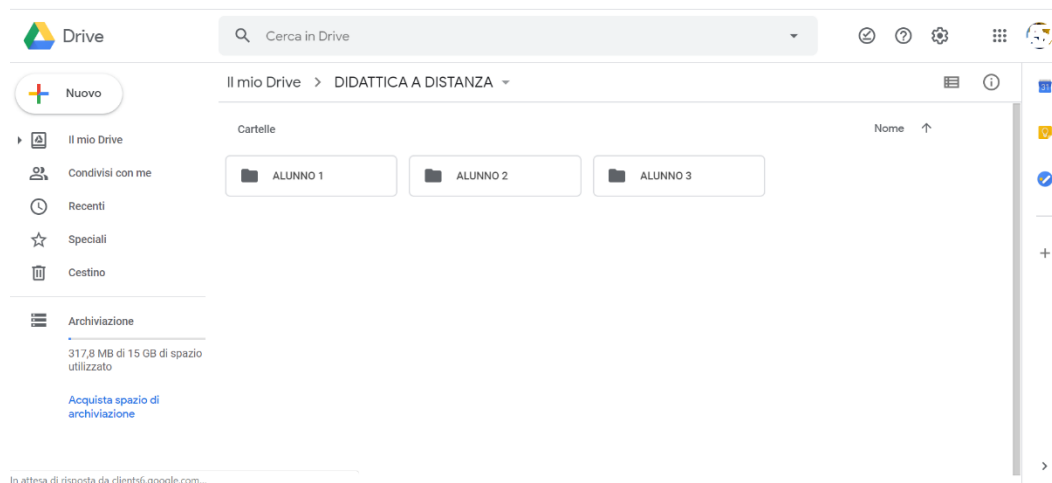 Drive
Cerca in Drive
Nuovo
Il mio Drive > DIDATTICA A DISTANZA
Il mio Drive
Condivisi con me
Recenti
Speciali
Cestino
Archiviazione
317,8 MB di 15 GB di spazio
utilizzato
Acquista spazio di
archiviazione
Cartelle
Nome
ALUNNO 1
ALUNNO 2
ALUNNO 3
31
In attesa di risposta da clients6.google.com...